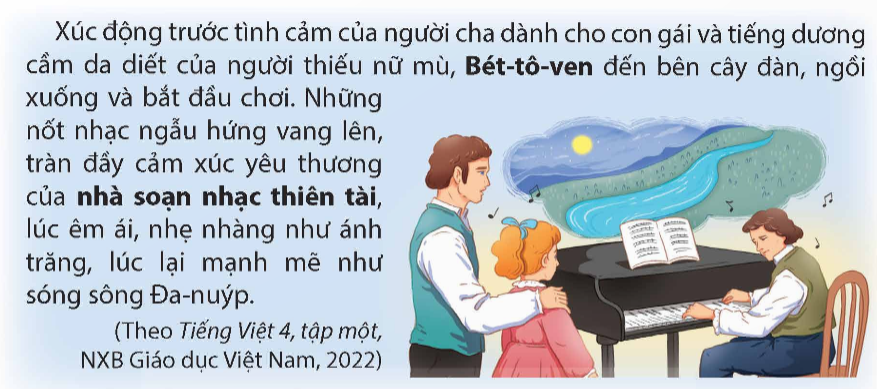 Xúc động trước tình cảm của người cha dành cho con gái và tiếng dương
cầm da diết của người thiếu nữ mù, Bét-tô-ven đến bên cây đàn, ngồi
xuống và bắt đầu chơi. Những
nốt nhạc ngẫu hứng vang lên,
tràn đầy cảm xúc yêu thương
của nhà soạn nhạc thiên tài,
lúc êm ái, nhẹ nhàng như ánh
trăng, lúc lại mạnh mẽ như
sóng sông Đa-nuýp.
(Theo Tiếng Việt 4, tập một,
NXB Giáo dục Việt Nam, 2022)